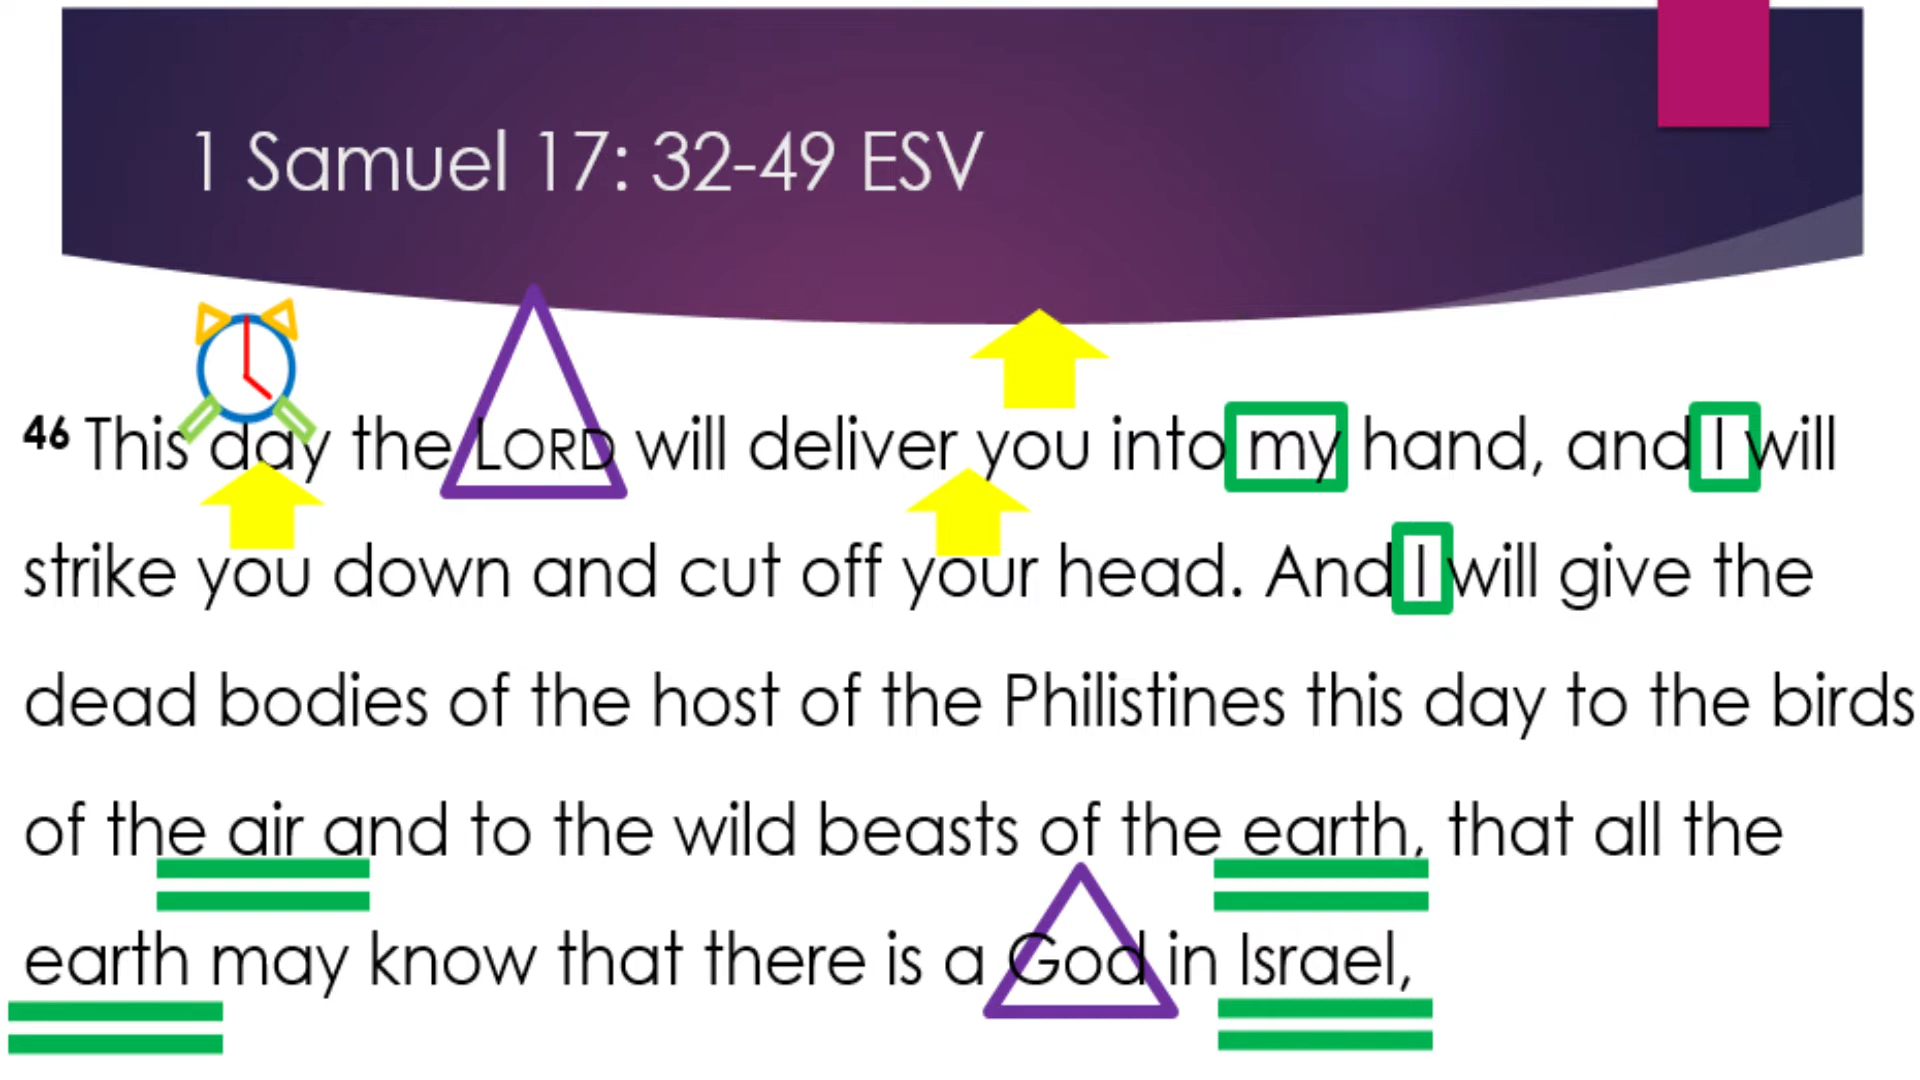 1 Samuel 17: 32-49 ESV
46 This day the LORD will deliver you into my hand, and I will
strike you down and cut off your head. And I will give the
dead bodies of the host of the Philistines this day to the birds
of the air and to the wild beasts of the earth, that all the
earth may know that there is a God in Israel,